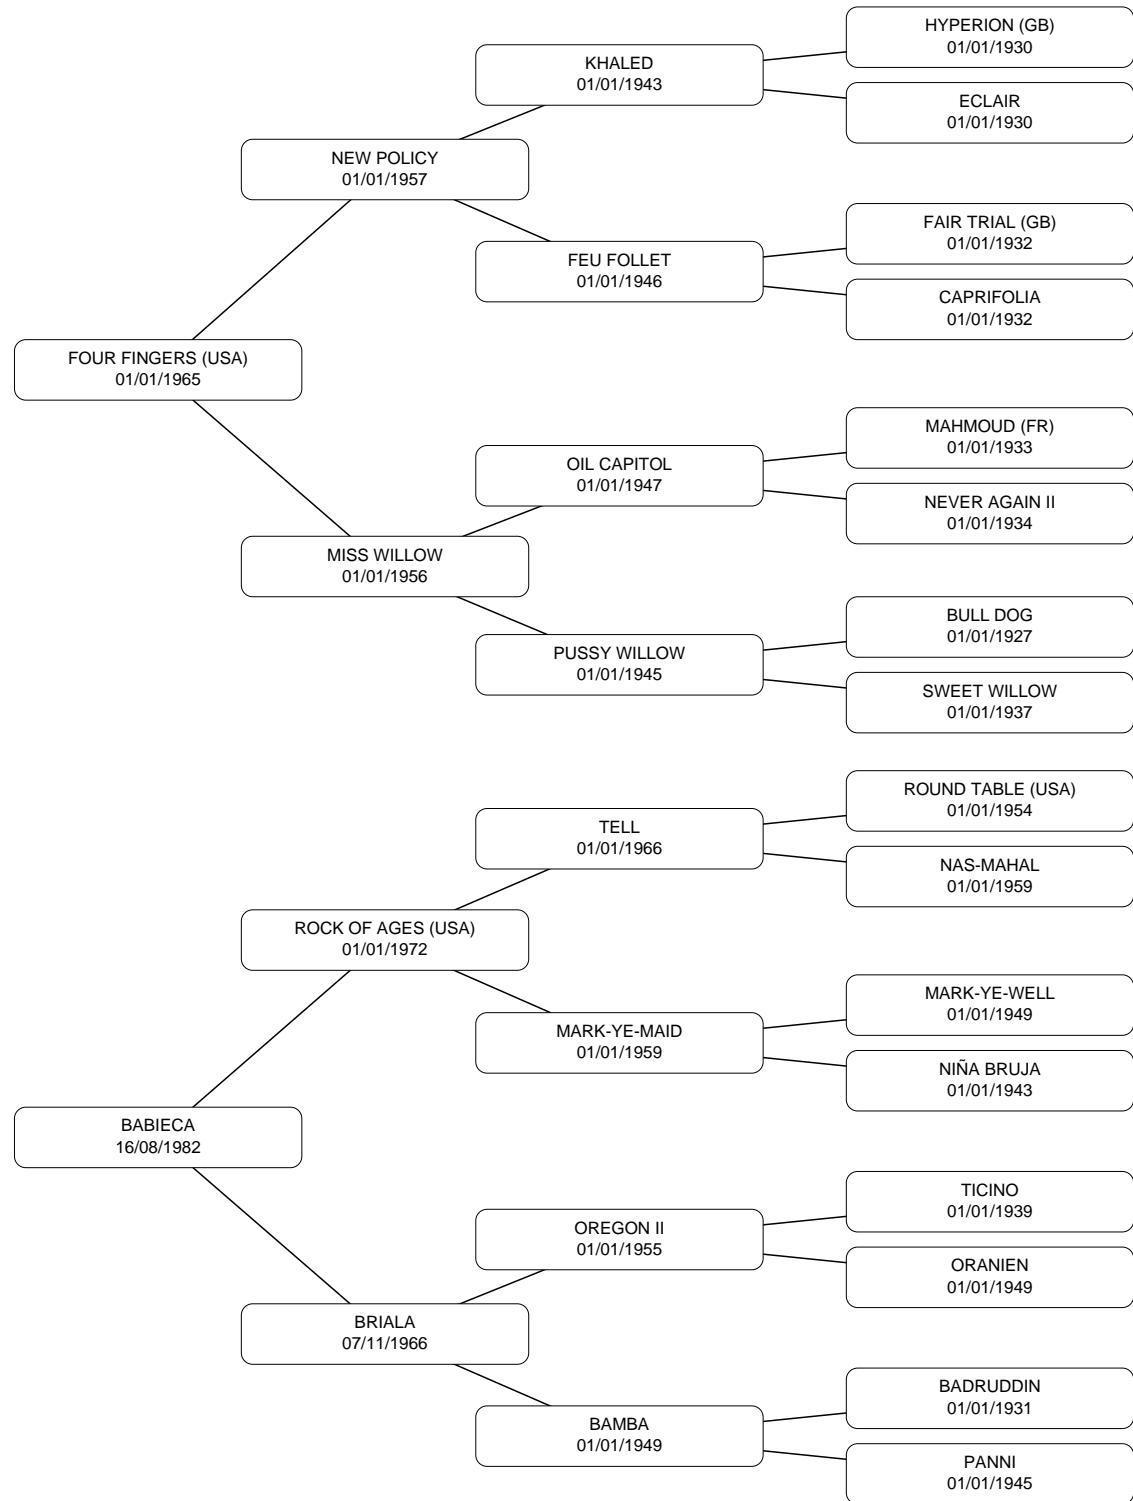 HYPERION (GB)
01/01/1930
KHALED
01/01/1943
ECLAIR
01/01/1930
NEW POLICY
01/01/1957
FAIR TRIAL (GB)
01/01/1932
FEU FOLLET
01/01/1946
CAPRIFOLIA
01/01/1932
FOUR FINGERS (USA)
01/01/1965
MAHMOUD (FR)
01/01/1933
OIL CAPITOL
01/01/1947
NEVER AGAIN II
01/01/1934
MISS WILLOW
01/01/1956
BULL DOG
01/01/1927
PUSSY WILLOW
01/01/1945
SWEET WILLOW
01/01/1937
ROUND TABLE (USA)
01/01/1954
TELL
01/01/1966
NAS-MAHAL
01/01/1959
ROCK OF AGES (USA)
01/01/1972
MARK-YE-WELL
01/01/1949
MARK-YE-MAID
01/01/1959
NIÑA BRUJA
01/01/1943
BABIECA
16/08/1982
TICINO
01/01/1939
OREGON II
01/01/1955
ORANIEN
01/01/1949
BRIALA
07/11/1966
BADRUDDIN
01/01/1931
BAMBA
01/01/1949
PANNI
01/01/1945